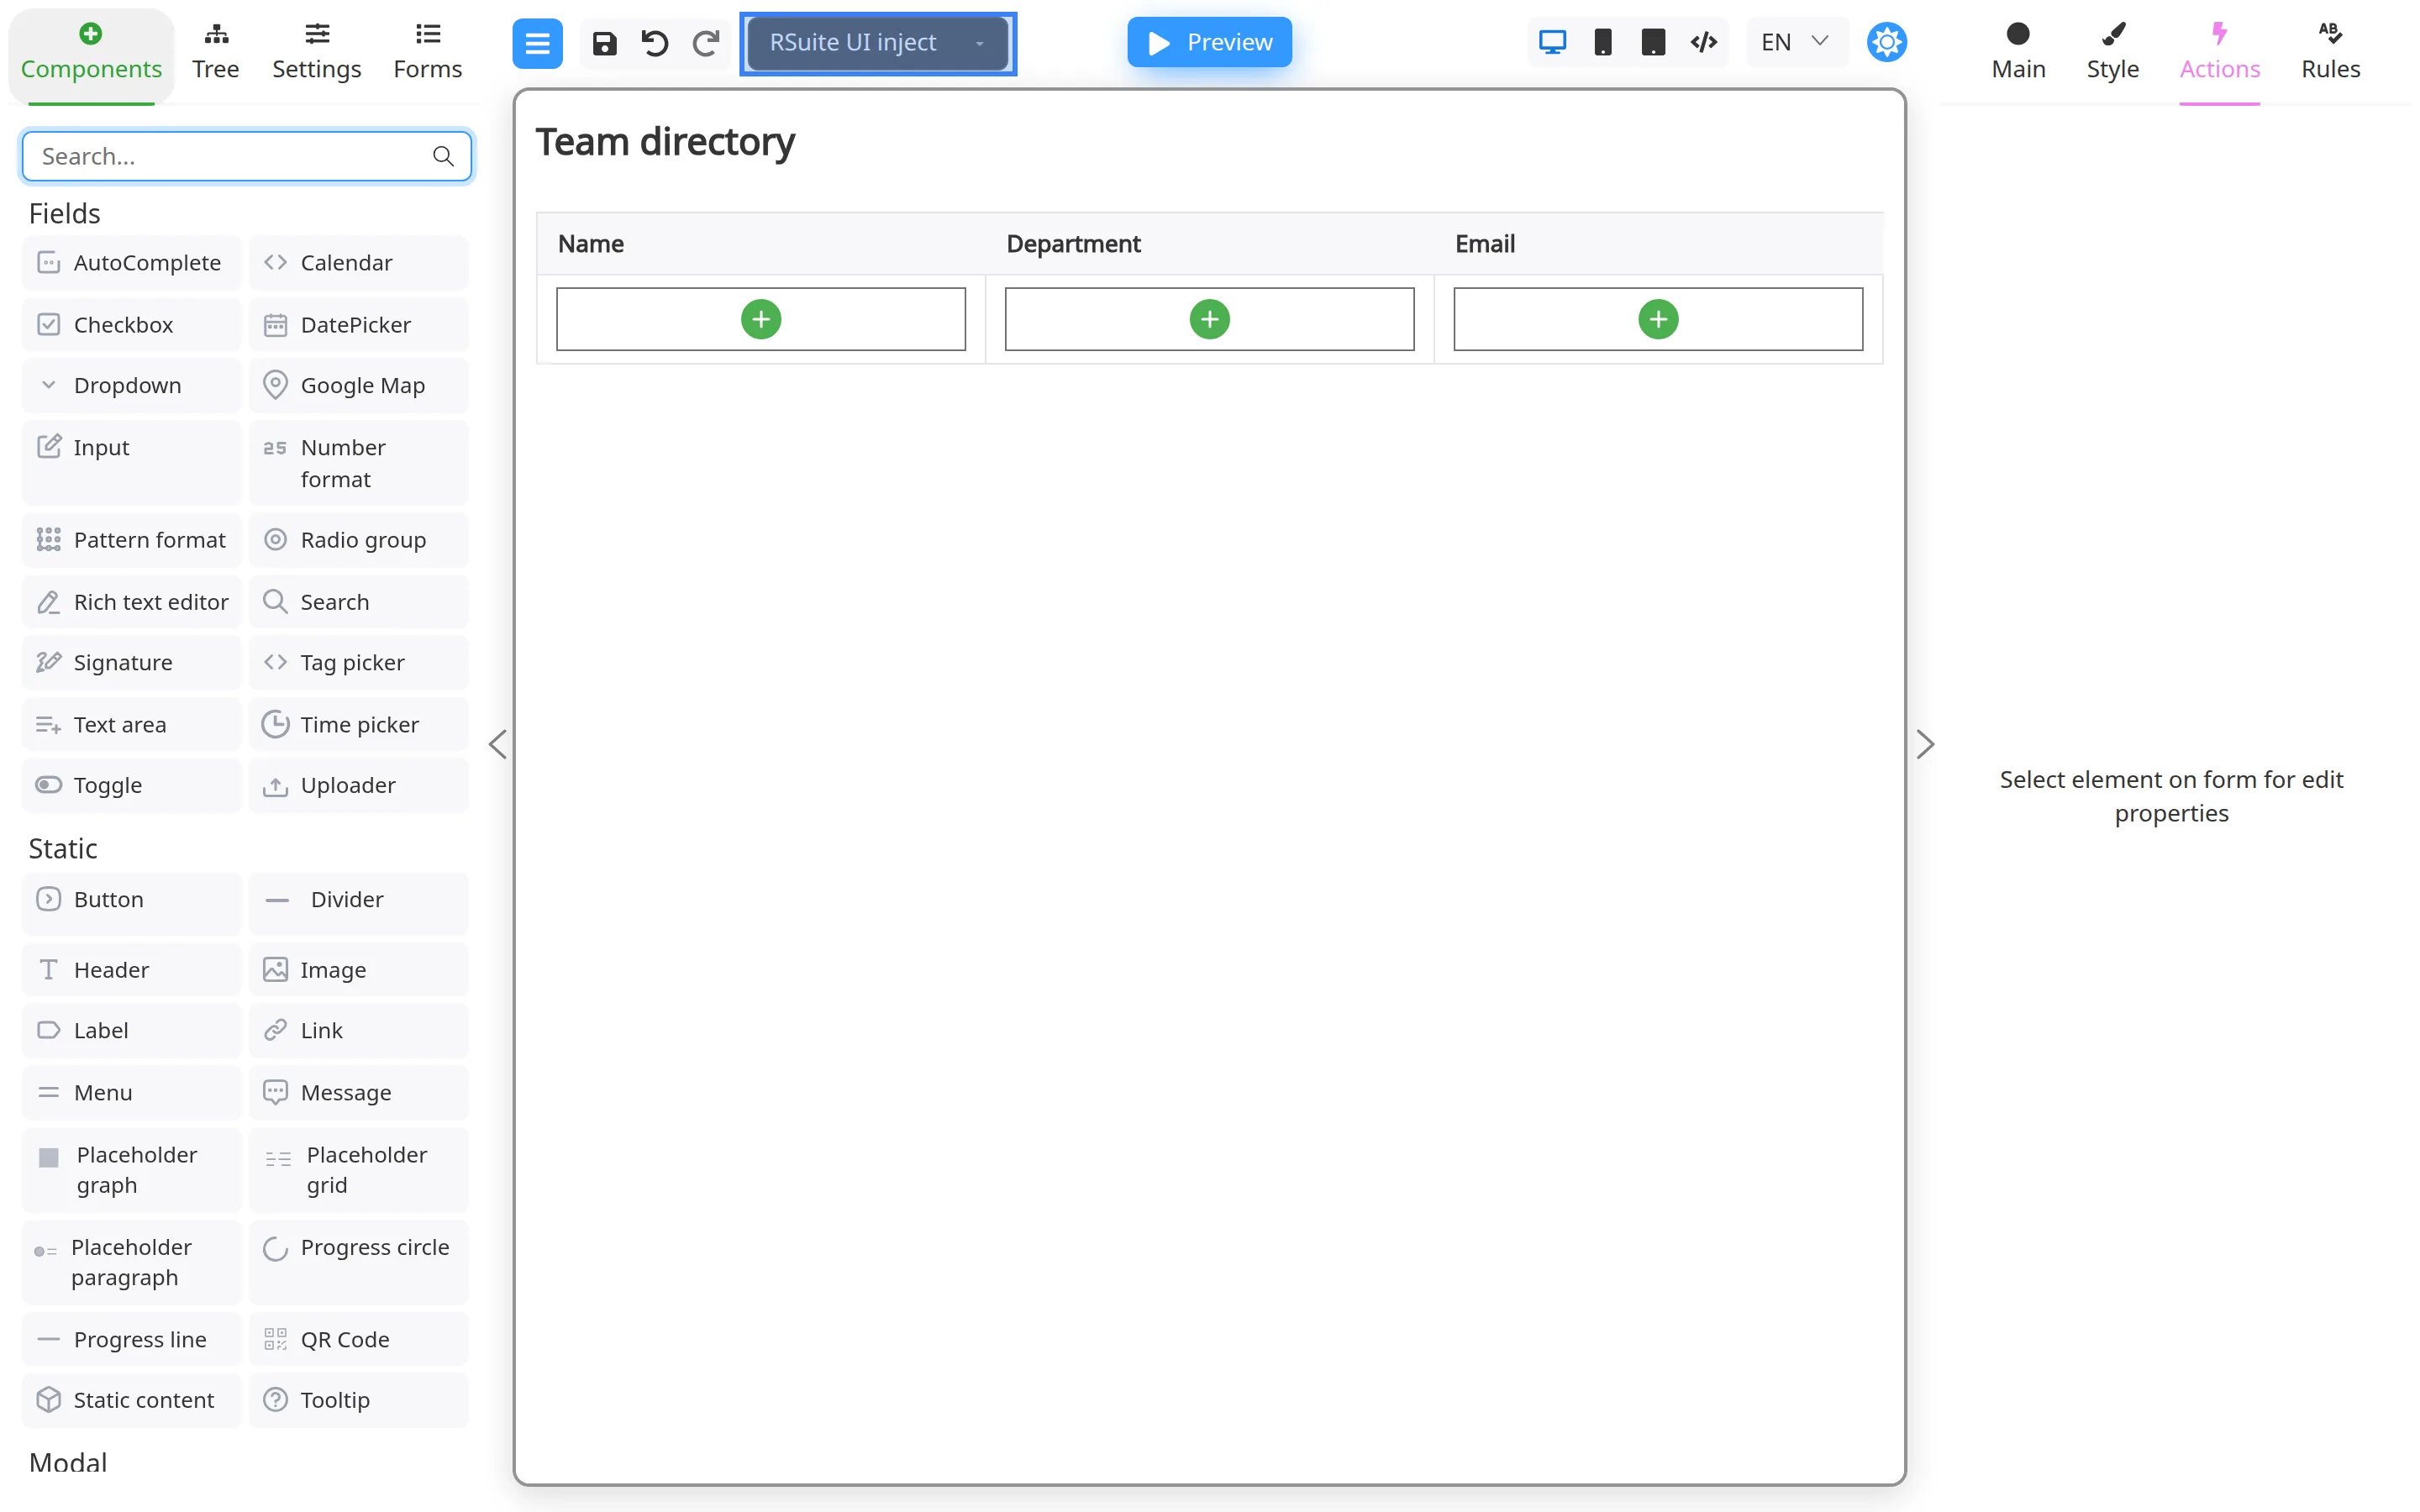 Components
Tree
Settings
Forms
RSuite UI inject
Preview
EN
Main
Style
Actions
AB
Rules
Search...
Fields
AutoComplete
Calendar
Checkbox
DatePicker
Dropdown
Google Map
Input
25
Number
format
Pattern format
Radio group
Rich text editor
Search
Signature
Tag picker
Text area
Time picker
Toggle
Uploader
Static
Button
Divider
Header
Image
Label
Link
Menu
Message
Placeholder
graph
Placeholder
grid
Placeholder
paragraph
Progress circle
Progress line
QR Code
Static content
Tooltip
Modal
Team directory
Name
Department
Email
Select element on form for edit
properties